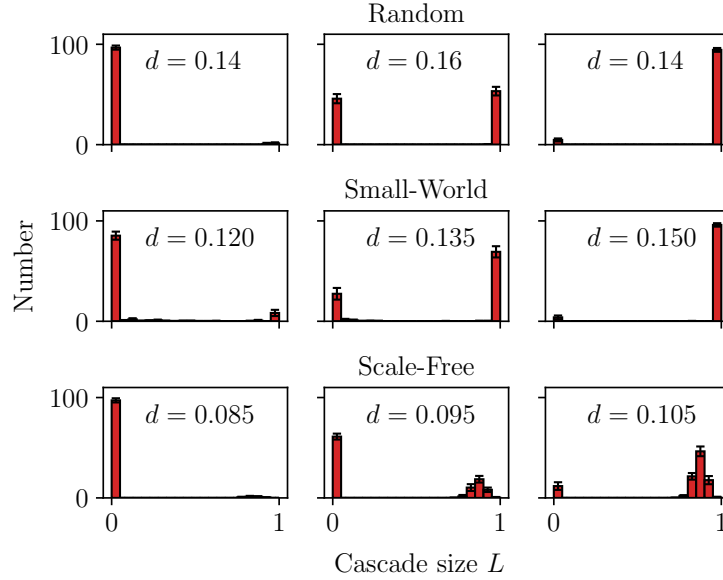 Random
100
d = 0.14
d = 0.16
d = 0.14
0
Small-World
100
d = 0.120
d = 0.135
d = 0.150
0
Scale-Free
100
d = 0.085
d = 0.095
d = 0.105
0
0 1
0 1
0 1
Number
Cascade size L